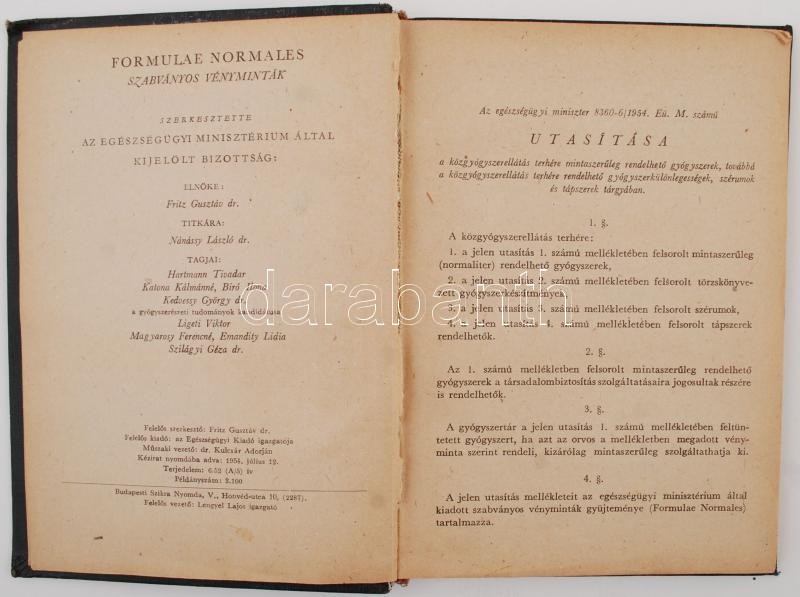 FORMULAE NORMALES
SZABVÁNYOS VÉNYMINTÁK
SZERKESZTETTE
AZ EGÉSZSÉGÜGYI MINISZTÉRIUM ÁLTAL
KIJELÖLT BIZOTTSÁG:
ELNÖKE:
Fritz Gusztáv dr.
TITKÁRA:
Nánássy László dr.
TAGJAI:
Hartmann Tivadar
Katona Kálmánné, Bíró Ilona
Kedvessy György dr.
a gyógyszerészeti tudományok kandidátusa
Ligeti Viktor
Magyarosy Ferencné, Emandity Lidia
Szilágyi Géza dr.
Felelős szerkesztő: Fritz Gusztáv dr.
Felelős kiadó: az Egészségügyi Kiadó igazgatója
Műszaki vezető: dr. Kulcsár Adorján
Kézirat nyomdába adva: 1954. július 12.
Terjedelem: 6.52 (A/5) ív
Példányszám: 3.100
Budapesti Szikra Nyomda, V., Honvéd-utca 10. (2287).
Felelős vezető: Lengyel Lajos igazgató
Az egészségügyi miniszter 8360-6/1954. Eü. M. számú
UTASÍTÁSA
a közgyógyszerellátás terhére mintaszerűleg rendelhető gyógyszerek, továbbá
a közgyógyszerellátás terhére rendelhető gyógyszerkülönlegességek, szérumok
és tápszerek tárgyában.
1. §.
A közgyógyszerellátás terhére:
1. a jelen utasítás 1. számú mellékletében felsorolt mintaszerűleg
(normaliter) rendelhető gyógyszerek,
2. a jelen utasítás 2. számú mellékletében felsorolt törzskönyve-
zett gyógyszerkészítmények,
3. a jelen utasítás 3. számú mellékletében felsorolt szérumok,
4. a jelen utasítás 4. számú mellékletében felsorolt tápszerek
rendelhetők.
2. §.
Az 1. számú mellékletben felsorolt mintaszerűleg rendelhető
gyógyszerek a társadalombiztosítás szolgáltatásaira jogosultak részére
is rendelhetők.
3. §.
A gyógyszertár a jelen utasítás 1. számú mellékletében feltün-
tetett gyógyszert, ha azt az orvos a mellékletben megadott vény-
minta szerint rendeli, kizárólag mintaszerűleg szolgáltathatja ki.
4. §.
A jelen utasítás mellékleteit az egészségügyi minisztérium által
kiadott szabványos vényminták gyüjteménye (Formulae Normales)
tartalmazza.
darabanth.com